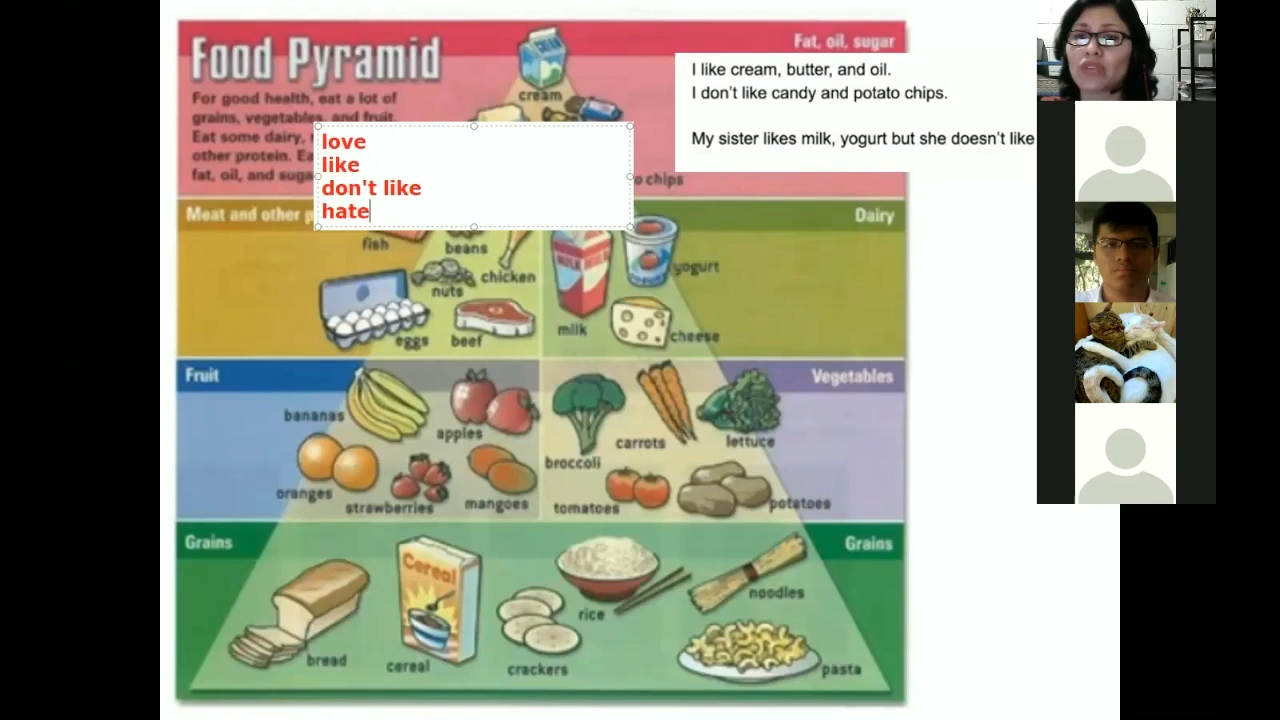 Food Pyramid
For good health, eat a lot of
grains, vegetables, and fruit.
Eat some dairy,
other protein.
fat, oil, and
Fat, oil, sugar
cream
chips
I like cream, butter, and oil.
I don't like candy and potato chips.
My sister likes milk, yogurt but she doesn't like
love
like
don't like
hate
Meat and other
fish
beans
chicken
nuts
eggs
beef
Dairy
yogurt
milk
cheese
Fruit
bananas
apples
oranges
strawberries
mangoes
Vegetables
broccoli
carrots
lettuce
tomatoes
potatoes
Grains
Grains
bread
Cereal
cereal
crackers
rice
noodles
pasta